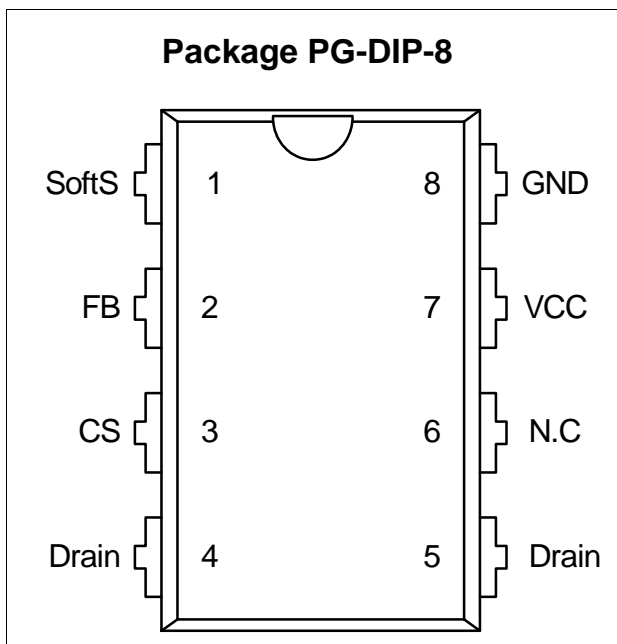 Package PG-DIP-8
SoftS 1 8 GND
FB 2 7 VCC
CS 3 6 N.C
Drain 4 5 Drain